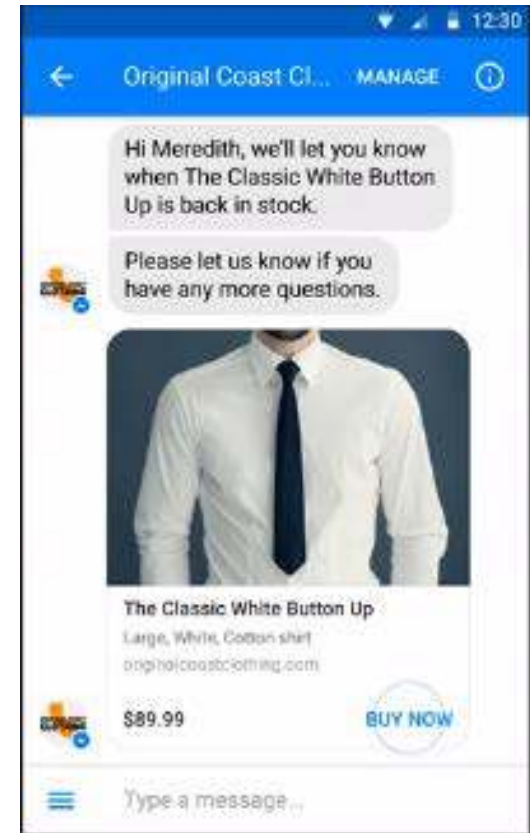 12:30
Original Coast Cl... MANAGE
Hi Meredith, we'll let you know
when The Classic White Button
Up is back in stock.
Please let us know if you
have any more questions.
The Classic White Button Up
Large, White, Cotton shirt
originalcoastclothing.com
$89.99 BUY NOW
Type a message...